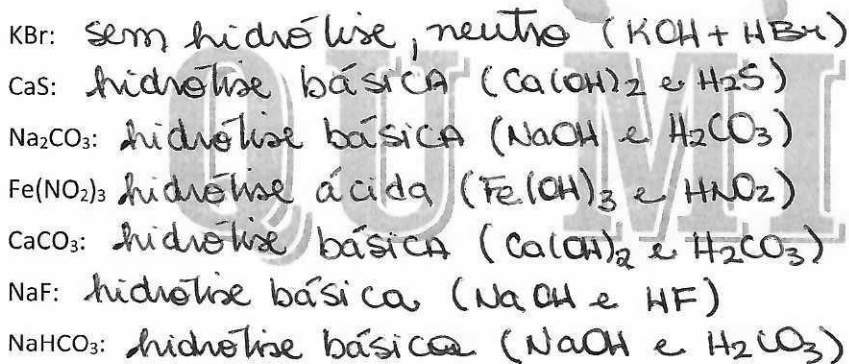 KBr: sem hidrólise, neutro (KOH + HBr)
CaS: hidrólise básica (Ca(OH)2 e H2S)
Na₂CO₃: hidrólise básica (NaOH e H2CO3)
Fe(NO₂)₃ hidrólise ácida (Fe(OH)3 e HNO2)
CaCO₃: hidrólise básica (Ca(OH)2 e H2CO3)
NaF: hidrólise básica (NaOH e HF)
NaHCO₃: hidrólise básica (NaOH e H2CO3)
QUMI